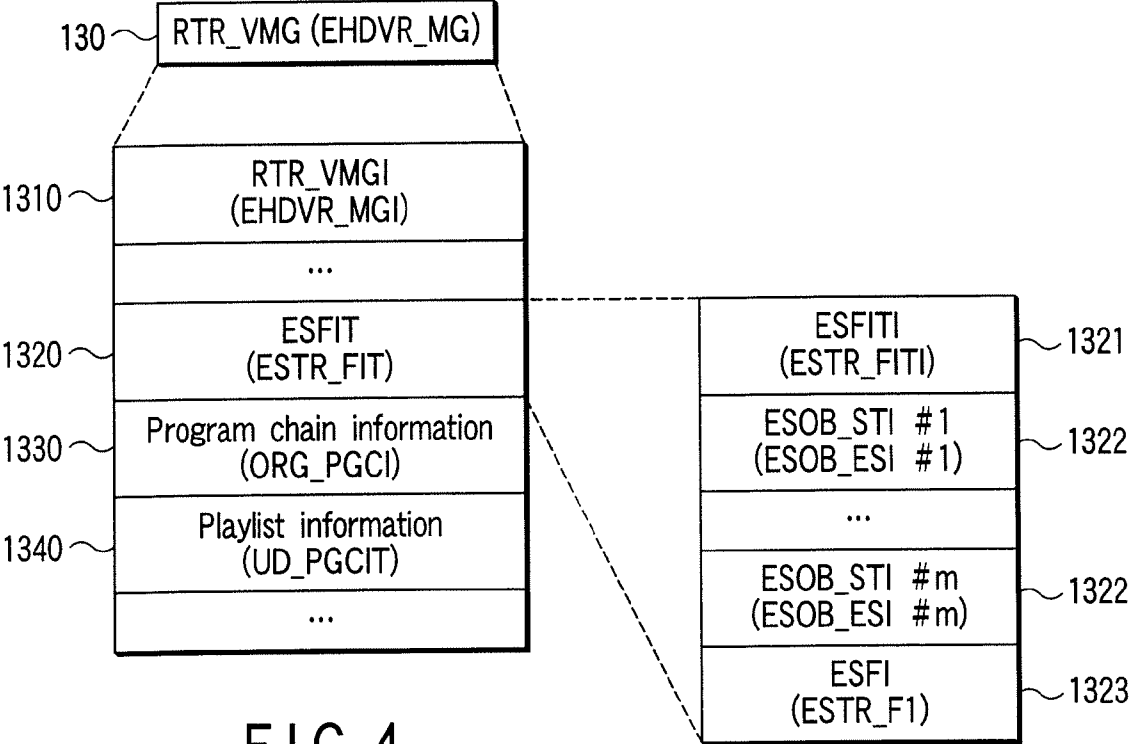 130
RTR_VMG (EHDVR_MG)
1310
RTR_VMGI
(EHDVR_MGI)
...
1320
ESFIT
(ESTR_FIT)
1330
Program chain information
(ORG_PGCI)
1340
Playlist information
(UD_PGCIT)
...
ESFITI
(ESTR_FITI)
1321
ESOB_STI #1
(ESOB_ESI #1)
1322
...
ESOB_STI #m
(ESOB_ESI #m)
1322
ESFI
(ESTR_F1)
1323
FIG. 4